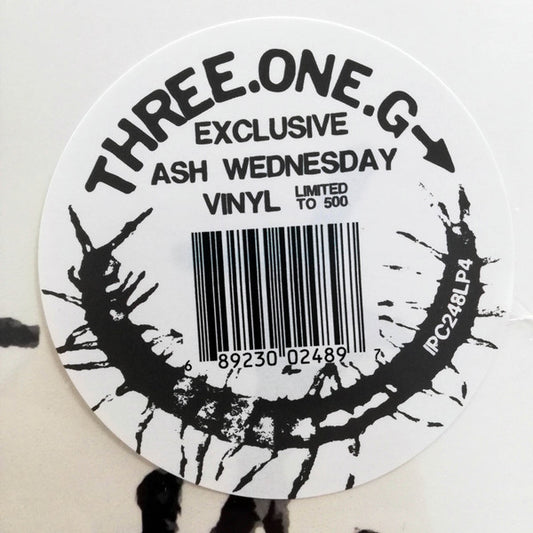 THREE.ONE.G
EXCLUSIVE
ASH WEDNESDAY
VINYL LIMITED TO 500
6 89230 02489 7
IPC248LP4